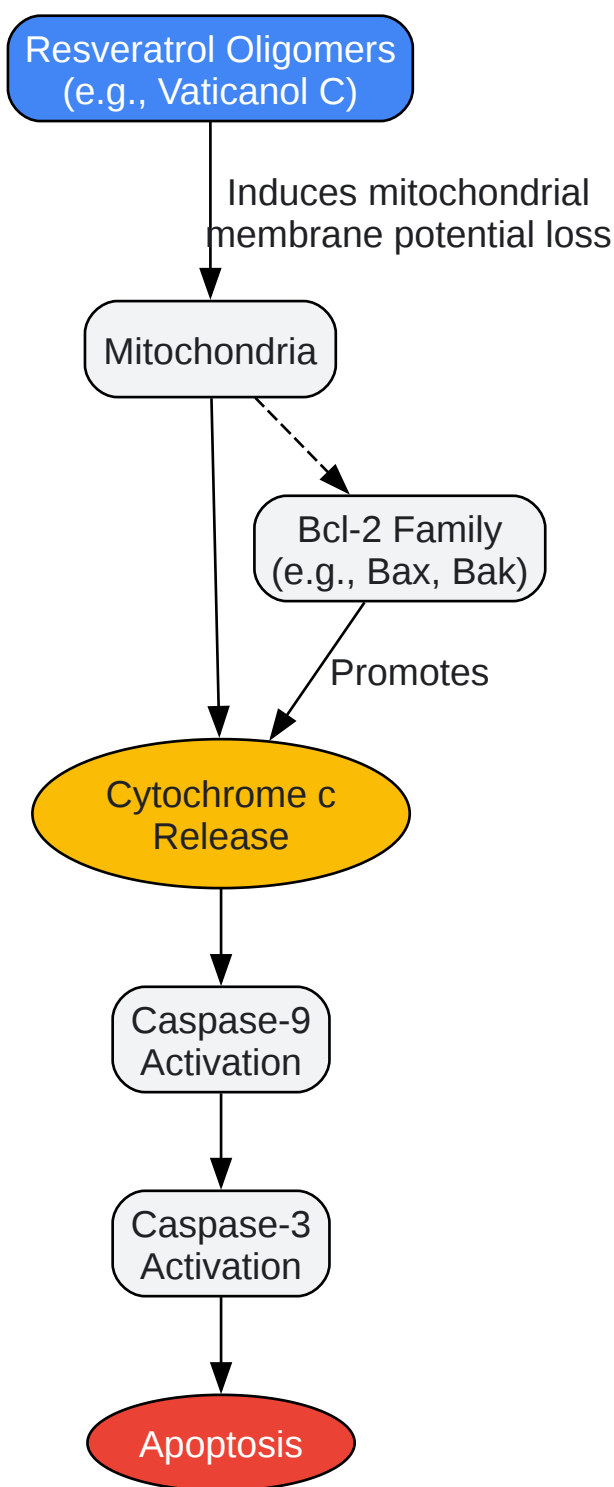 Resveratrol Oligomers
(e.g., Vaticanol C)
Induces mitochondrial
membrane potential loss
Mitochondria
Bcl-2 Family
(e.g., Bax, Bak)
Promotes
Cytochrome c
Release
Caspase-9
Activation
Caspase-3
Activation
Apoptosis